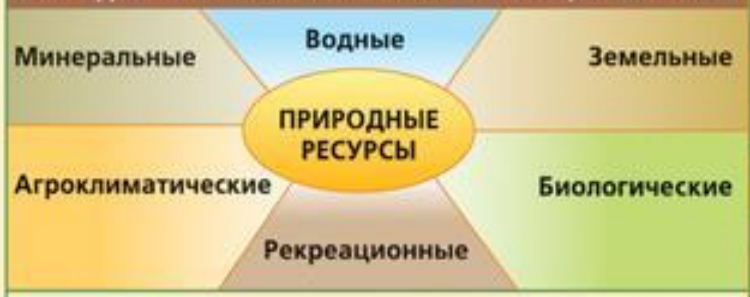 Минеральные
Водные
Земельные
ПРИРОДНЫЕ
РЕСУРСЫ
Агроклиматические
Биологические
Рекреационные